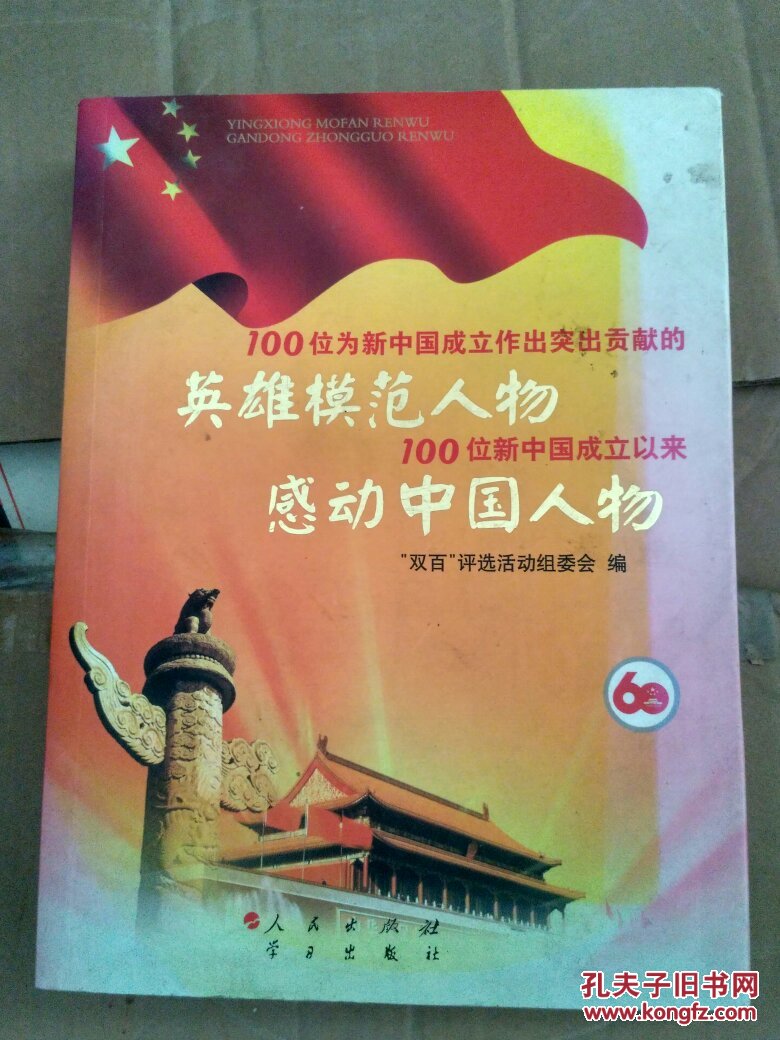 YINGXIONG MOFAN RENWU
GANDONG ZHONGGUO RENWU
100位为新中国成立作出突出贡献的
英雄模范人物
100位新中国成立以来
感动中国人物
"双百"评选活动组委会 编
60
人民出版社
学习出版社
孔夫子旧书网
www.kongfz.com